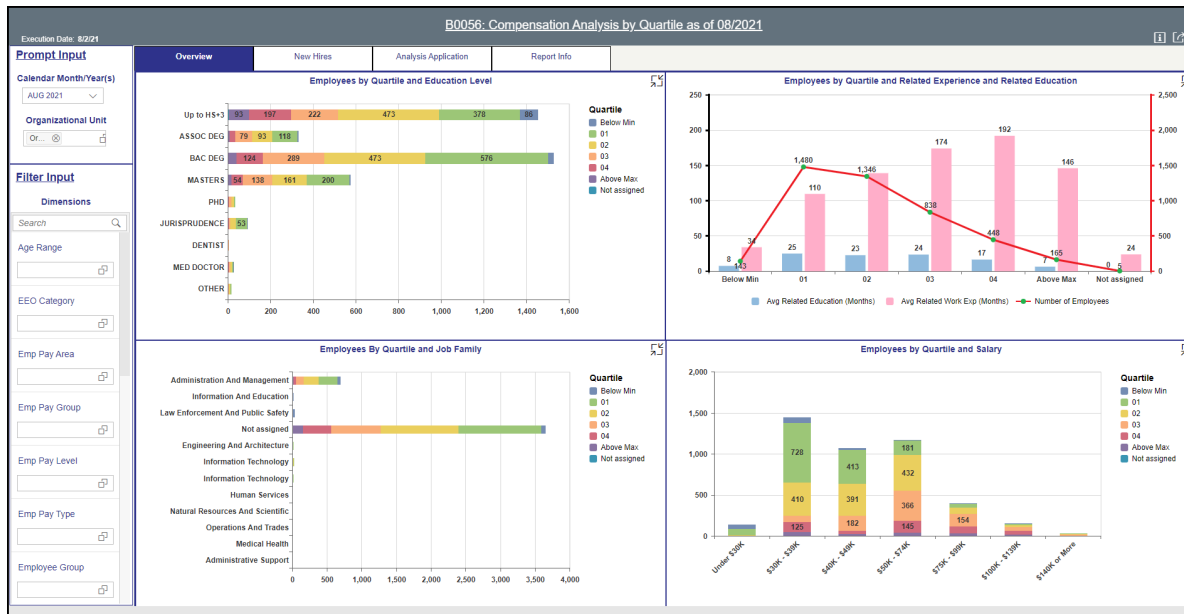 B0056: Compensation Analysis by Quartile as of 08/2021
Execution Date: 8/2/21
Prompt Input
Calendar Month/Year(s)
AUG 2021
Organizational Unit
Or...
Filter Input
Dimensions
Search
Age Range
EEO Category
Emp Pay Area
Emp Pay Group
Emp Pay Level
Emp Pay Type
Employee Group
Overview New Hires Analysis Application Report Info
Employees by Quartile and Education Level
Up to HS+3 93 197 222 473 378 86
ASSOC DEG 79 93 118
BAC DEG 124 289 473 576
MASTERS 54 138 161 200
PHD
JURISPRUDENCE 53
DENTIST
MED DOCTOR
OTHER
0 200 400 600 800 1,000 1,200 1,400 1,600
Quartile
Below Min
01
02
03
04
Above Max
Not assigned
Employees by Quartile and Related Experience and Related Education
250 2,500
200 192 2,000
174
1,480 146
150 1,346 1,500
110
100 838 1,000
50 34 448 500
8 143 25 23 24 17 7 165 0 5 24
0 0
Below Min 01 02 03 04 Above Max Not assigned
Avg Related Education (Months) Avg Related Work Exp (Months) Number of Employees
Employees By Quartile and Job Family
Administration And Management
Information And Education
Law Enforcement And Public Safety
Not assigned
Engineering And Architecture
Information Technology
Information Technology
Human Services
Natural Resources And Scientific
Operations And Trades
Medical Health
Administrative Support
0 500 1,000 1,500 2,000 2,500 3,000 3,500 4,000
Quartile
Below Min
01
02
03
04
Above Max
Not assigned
Employees by Quartile and Salary
2,000
1,500
1,000
500
0
728 413 181
410 391 432
182 366 154
125 145
Under $30K $30K - $39K $40K - $49K $50K - $74K $75K - $99K $100K - $139K $140K or More
Quartile
Below Min
01
02
03
04
Above Max
Not assigned